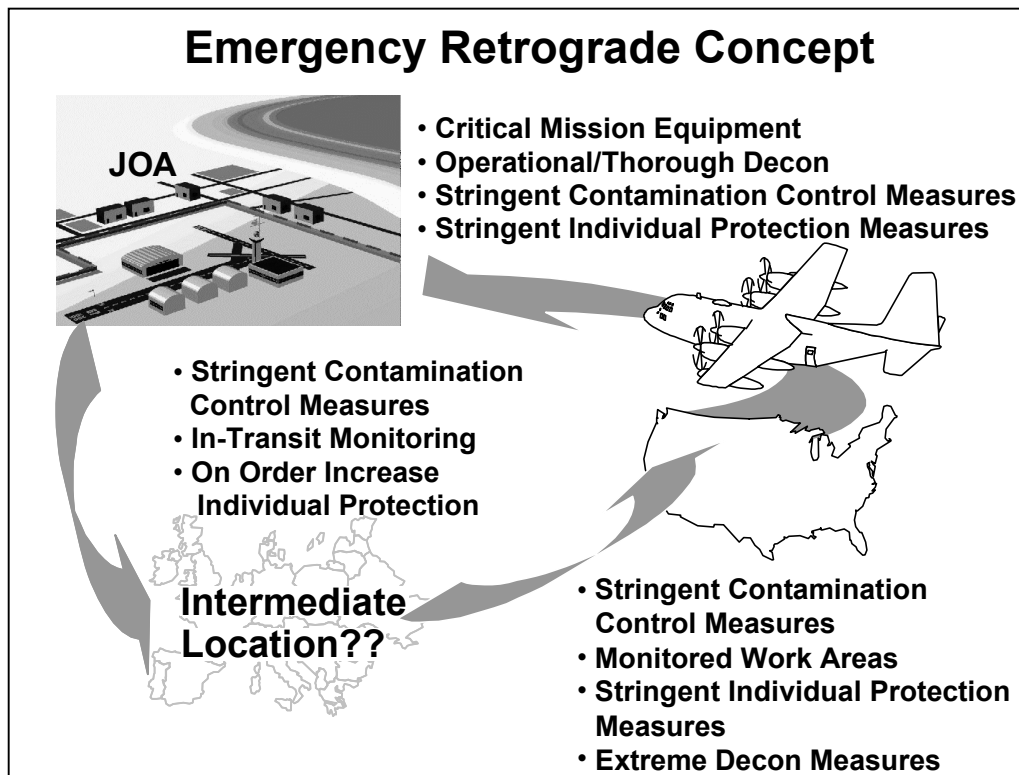 Emergency Retrograde Concept
JOA
• Critical Mission Equipment
• Operational/Thorough Decon
• Stringent Contamination Control Measures
• Stringent Individual Protection Measures
• Stringent Contamination
Control Measures
• In-Transit Monitoring
• On Order Increase
Individual Protection
Intermediate
Location??
• Stringent Contamination
Control Measures
• Monitored Work Areas
• Stringent Individual Protection
Measures
• Extreme Decon Measures